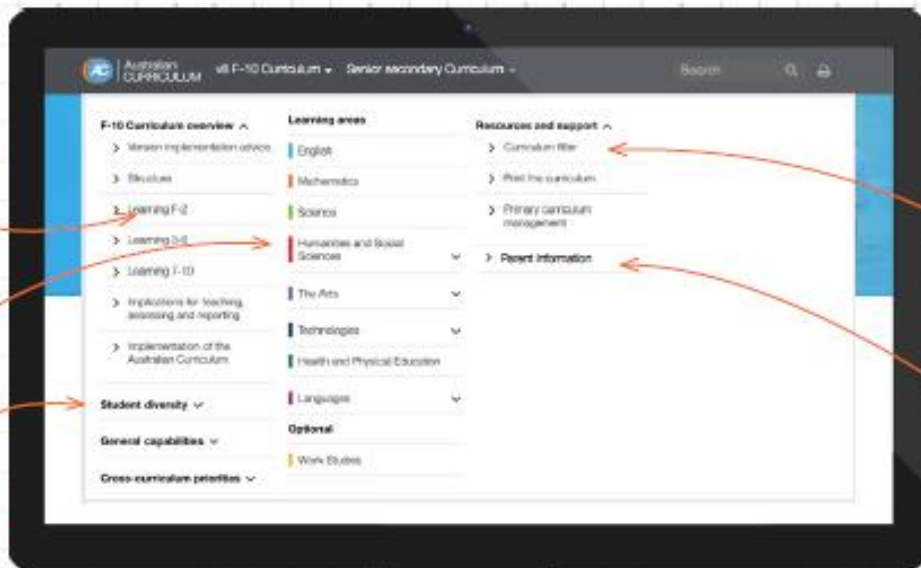 AC Australian CURRICULUM
v8 F-10 Curriculum
Senior secondary Curriculum
Search
F-10 Curriculum overview
Version implementation advice
Structure
Learning F-2
Learning 3-6
Learning 7-10
Implications for teaching,
assessing and reporting
Implementation of the
Australian Curriculum
Student diversity
General capabilities
Cross-curriculum priorities
Learning areas
English
Mathematics
Science
Humanities and Social
Sciences
The Arts
Technologies
Health and Physical Education
Languages
Optional
Work Studies
Resources and support
Curriculum filter
Print the curriculum
Primary curriculum
management
Parent information